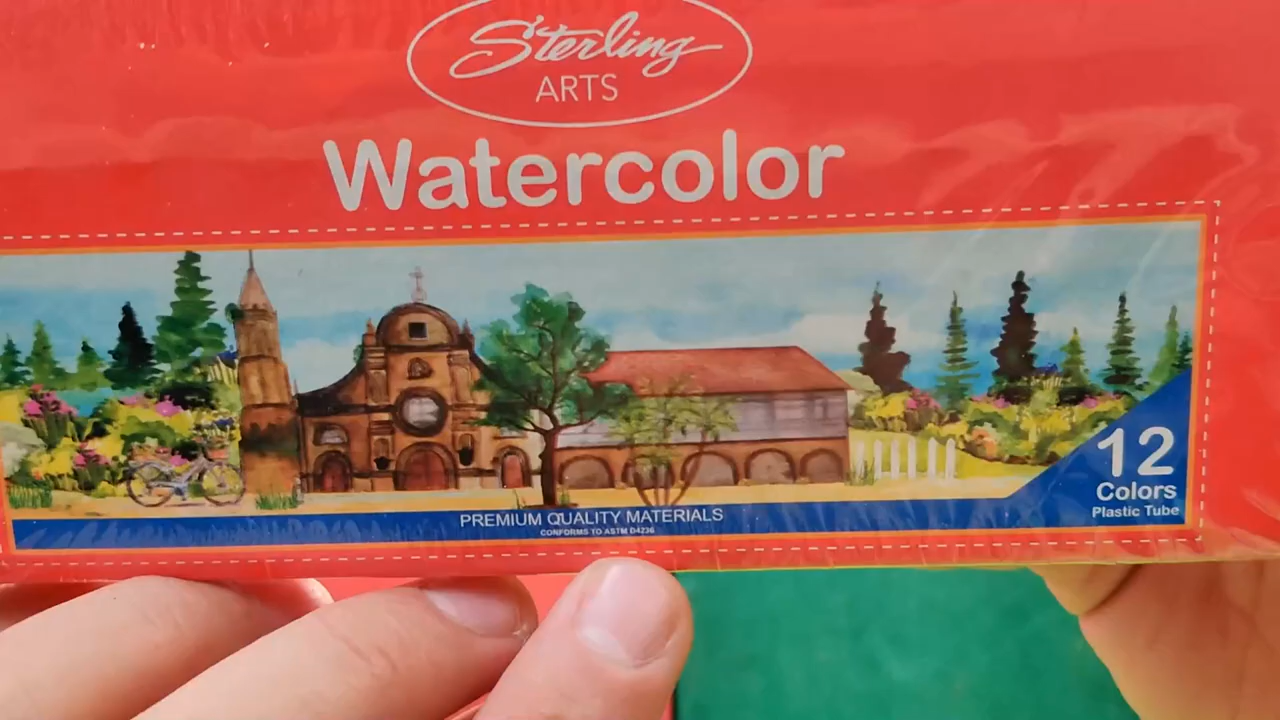 Sterling
ARTS
Watercolor
12
Colors
Plastic Tube
PREMIUM QUALITY MATERIALS
CONFORMS TO ASTM D4236